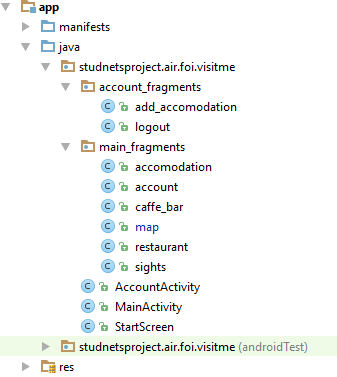 app
manifests
java
studnetsproject.air.foi.visitme
account_fragments
add_accomodation
logout
main_fragments
accomodation
account
caffe_bar
map
restaurant
sights
AccountActivity
MainActivity
StartScreen
studnetsproject.air.foi.visitme (androidTest)
res